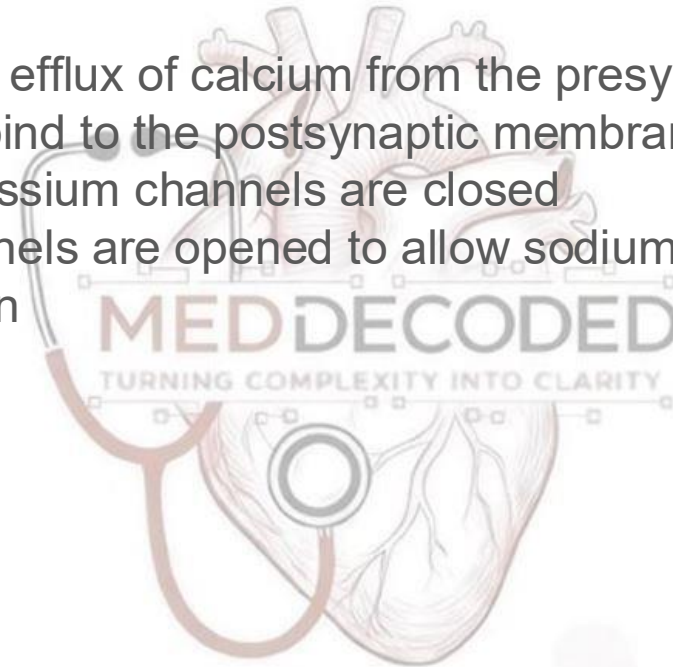 efflux of calcium from the presy
bind to the postsynaptic membran
ssium channels are closed
nels are opened to allow sodium
n
MEDDECODED
TURNING COMPLEXITY INTO CLARITY